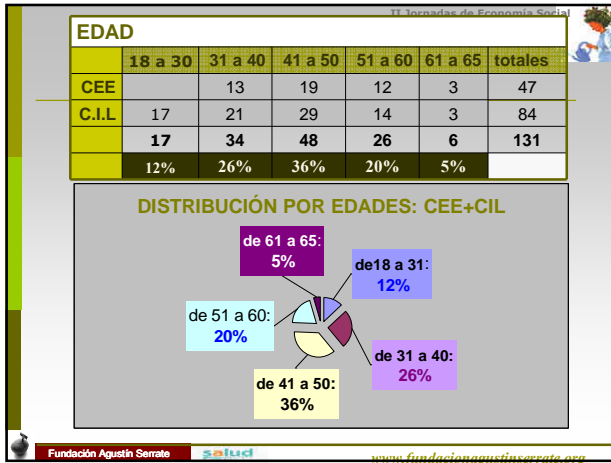 II Jornadas de Economía Social
EDAD
18 a 30 31 a 40 41 a 50 51 a 60 61 a 65 totales
CEE 13 19 12 3 47
C.I.L 17 21 29 14 3 84
17 34 48 26 6 131
12% 26% 36% 20% 5%
DISTRIBUCIÓN POR EDADES: CEE+CIL
de 61 a 65:
5%
de18 a 31:
12%
de 51 a 60:
20%
de 31 a 40:
26%
de 41 a 50:
36%
Fundación Agustín Serrate salud www.fundacionagustinserrate.org